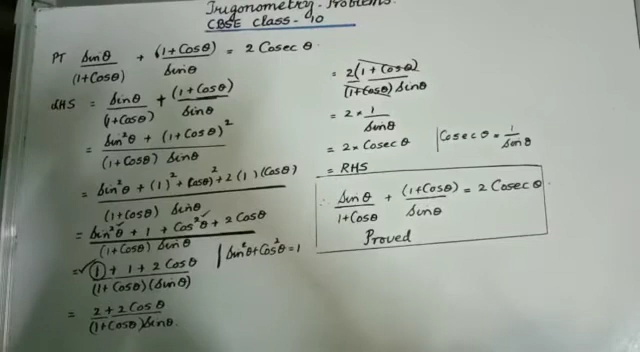 Trigonometry - Problems
CBSE Class - 10
PT Sinθ/(1+Cosθ) + (1+Cosθ)/Sinθ = 2 Cosec θ
LHS = Sinθ/(1+Cosθ) + (1+Cosθ)/Sinθ
= Sin²θ + (1+Cosθ)²/(1+Cosθ) Sinθ
= Sin²θ + (1)² + Cosθ)² + 2(1)(Cosθ)/(1+Cosθ) Sinθ
= Sin²θ + 1 + Cos²θ + 2 Cosθ/(1+Cosθ) Sinθ
= 1 + 1 + 2 Cosθ/(1+Cosθ)(Sinθ) | Sin²θ+Cos²θ=1
= 2+2Cosθ/(1+Cosθ)Sinθ.
= 2(1+Cosθ)/(1+Cosθ) Sinθ
= 2 × 1/Sinθ
= 2 × Cosec θ | Cosec θ = 1/Sinθ
= RHS
∴ Sinθ/1+Cosθ + (1+Cosθ)/Sinθ = 2 Cosec θ
Proved